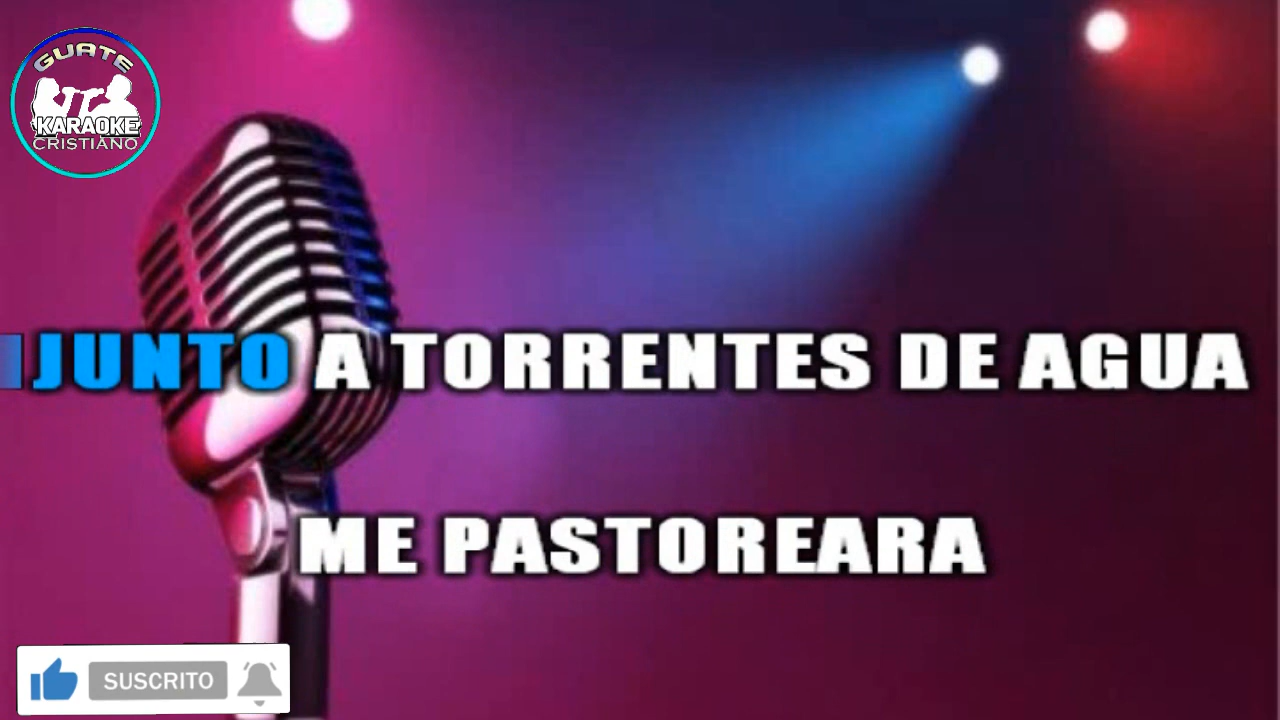 GUATE
KARAOKE
CRISTIANO
JUNTO A TORRENTES DE AGUA
ME PASTOREARA
SUSCRITO